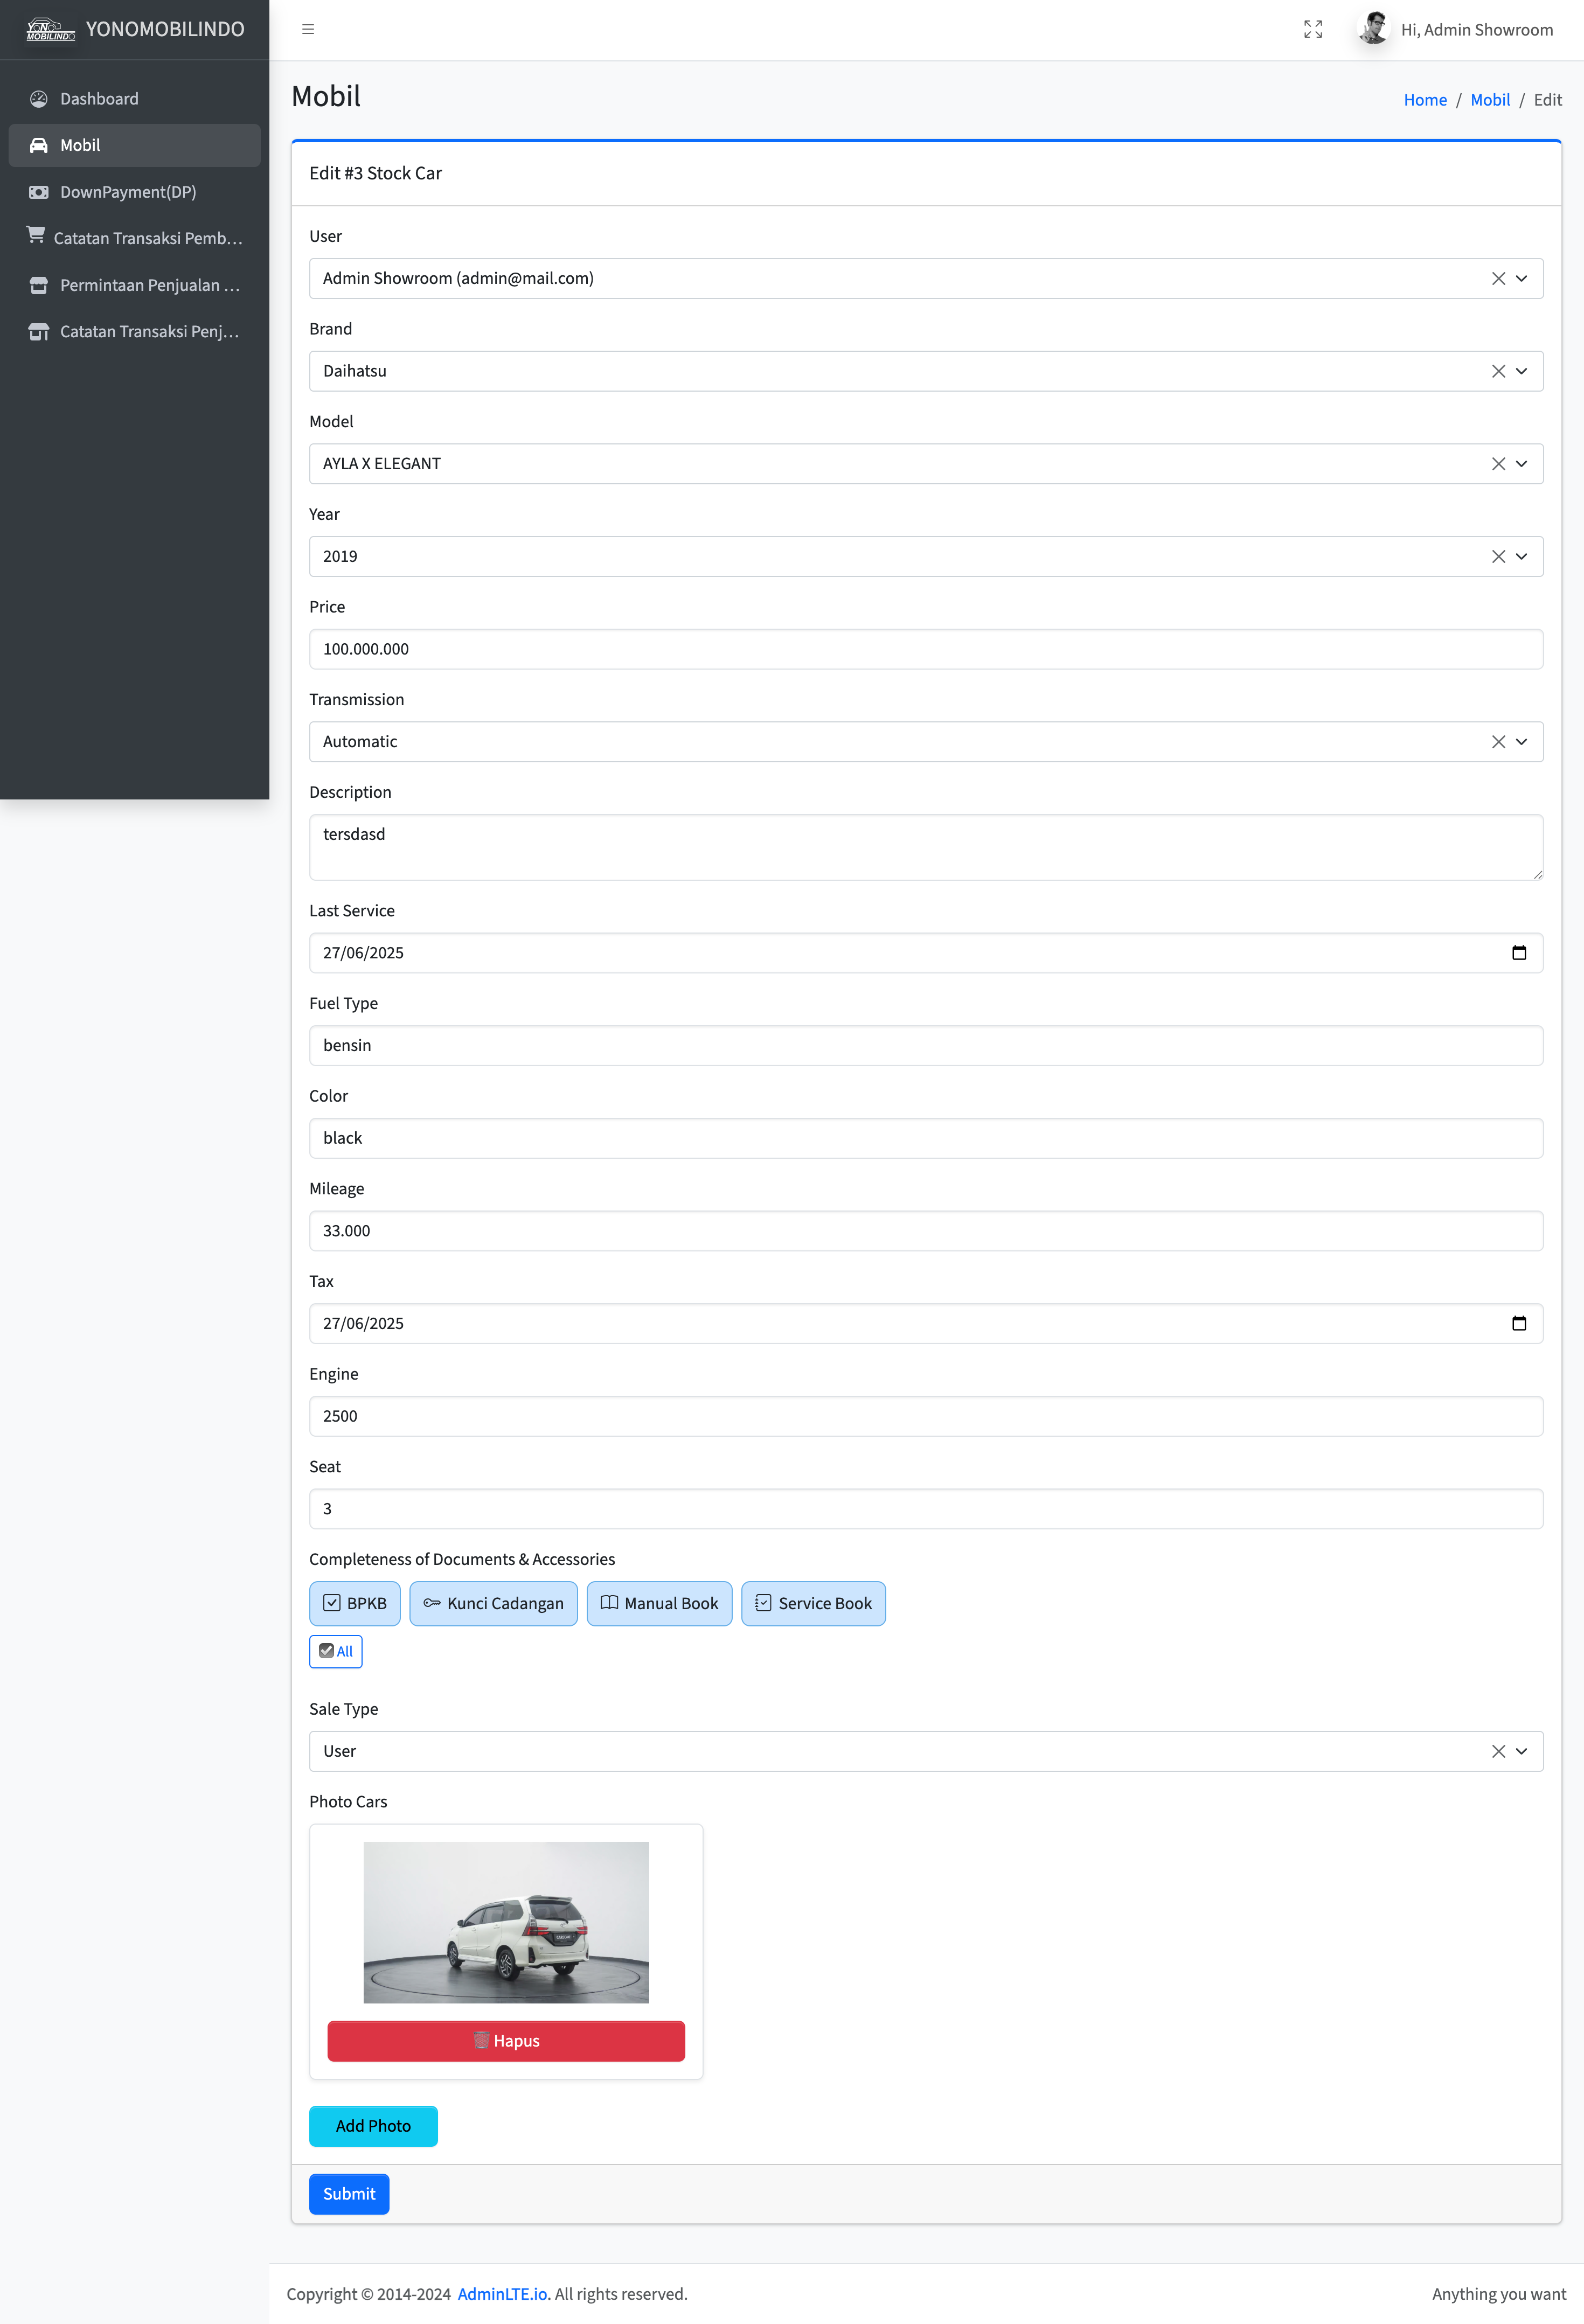 YON MOBILINDO
YONOMOBILINDO
Hi, Admin Showroom
Dashboard
Mobil
DownPayment(DP)
Catatan Transaksi Pemb...
Permintaan Penjualan ...
Catatan Transaksi Penj...
Mobil
Home / Mobil / Edit
Edit #3 Stock Car
User
Admin Showroom (admin@mail.com)
Brand
Daihatsu
Model
AYLA X ELEGANT
Year
2019
Price
100.000.000
Transmission
Automatic
Description
tersdasd
Last Service
27/06/2025
Fuel Type
bensin
Color
black
Mileage
33.000
Tax
27/06/2025
Engine
2500
Seat
3
Completeness of Documents & Accessories
BPKB Kunci Cadangan Manual Book Service Book
All
Sale Type
User
Photo Cars
Hapus
Add Photo
Submit
Copyright © 2014-2024 AdminLTE.io. All rights reserved.
Anything you want